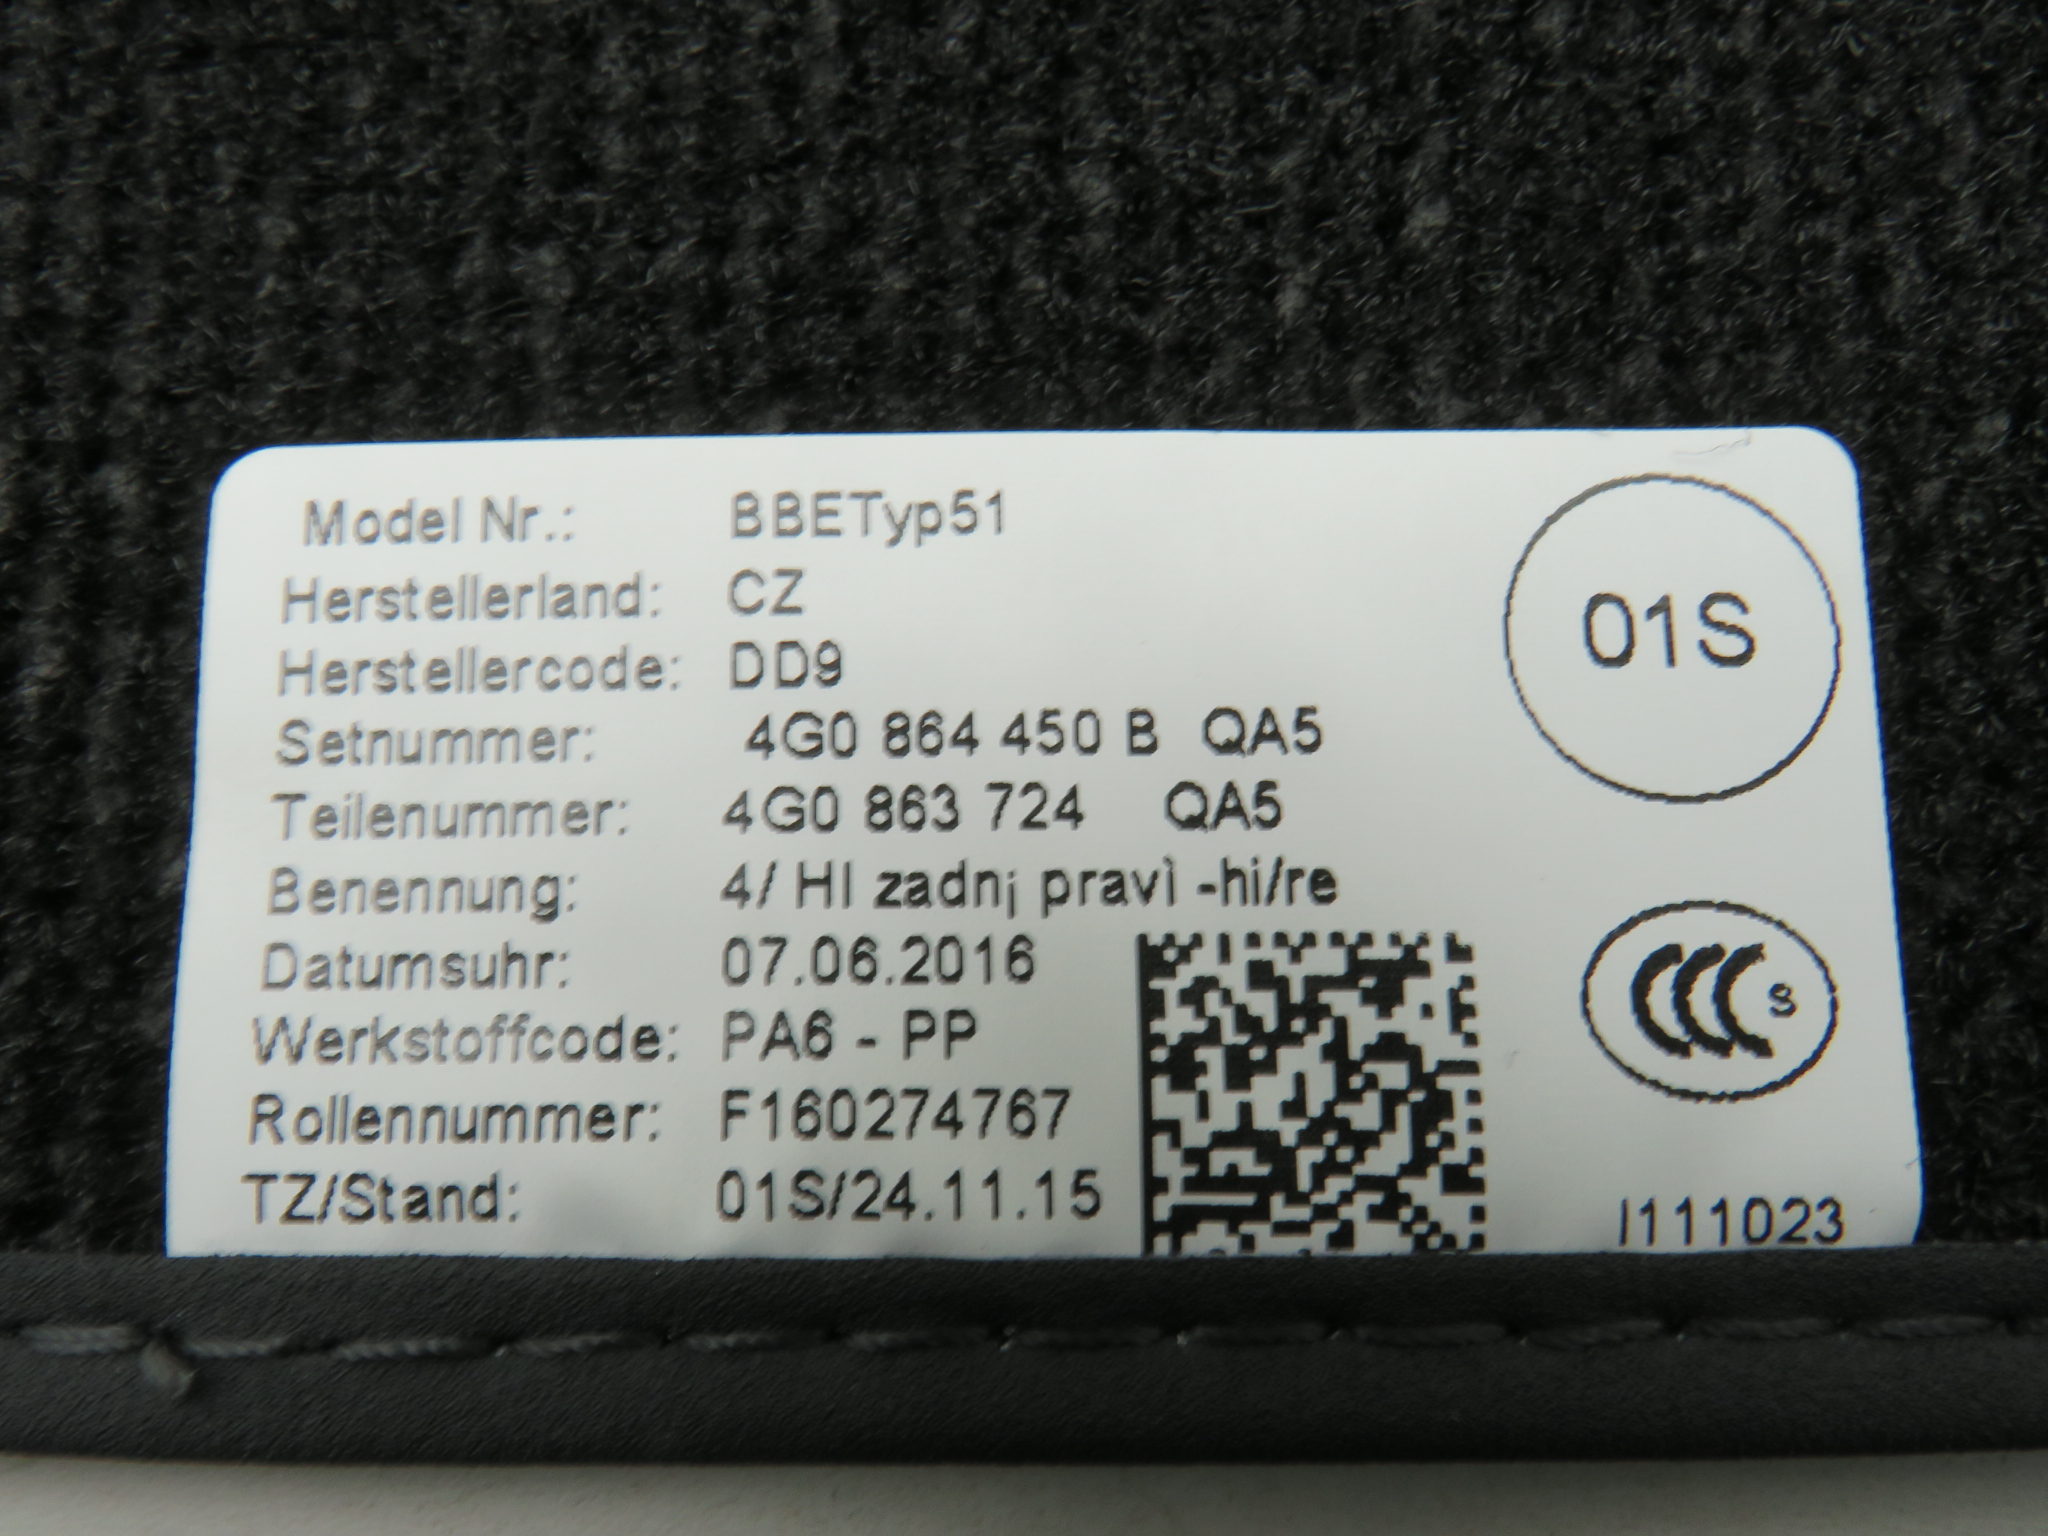 Model Nr.: BBETyp51
01S
Herstellerland: CZ
Herstellercode: DD9
Setnummer: 4G0 864 450 B QA5
Teilenummer: 4G0 863 724 QA5
Benennung: 4/ HI zadn¡ pravì -hi/re
Datumsuhr: 07.06.2016
Werkstoffcode: PA6 - PP
CCC S
Rollennummer: F160274767
TZ/Stand: 01S/24.11.15
I111023